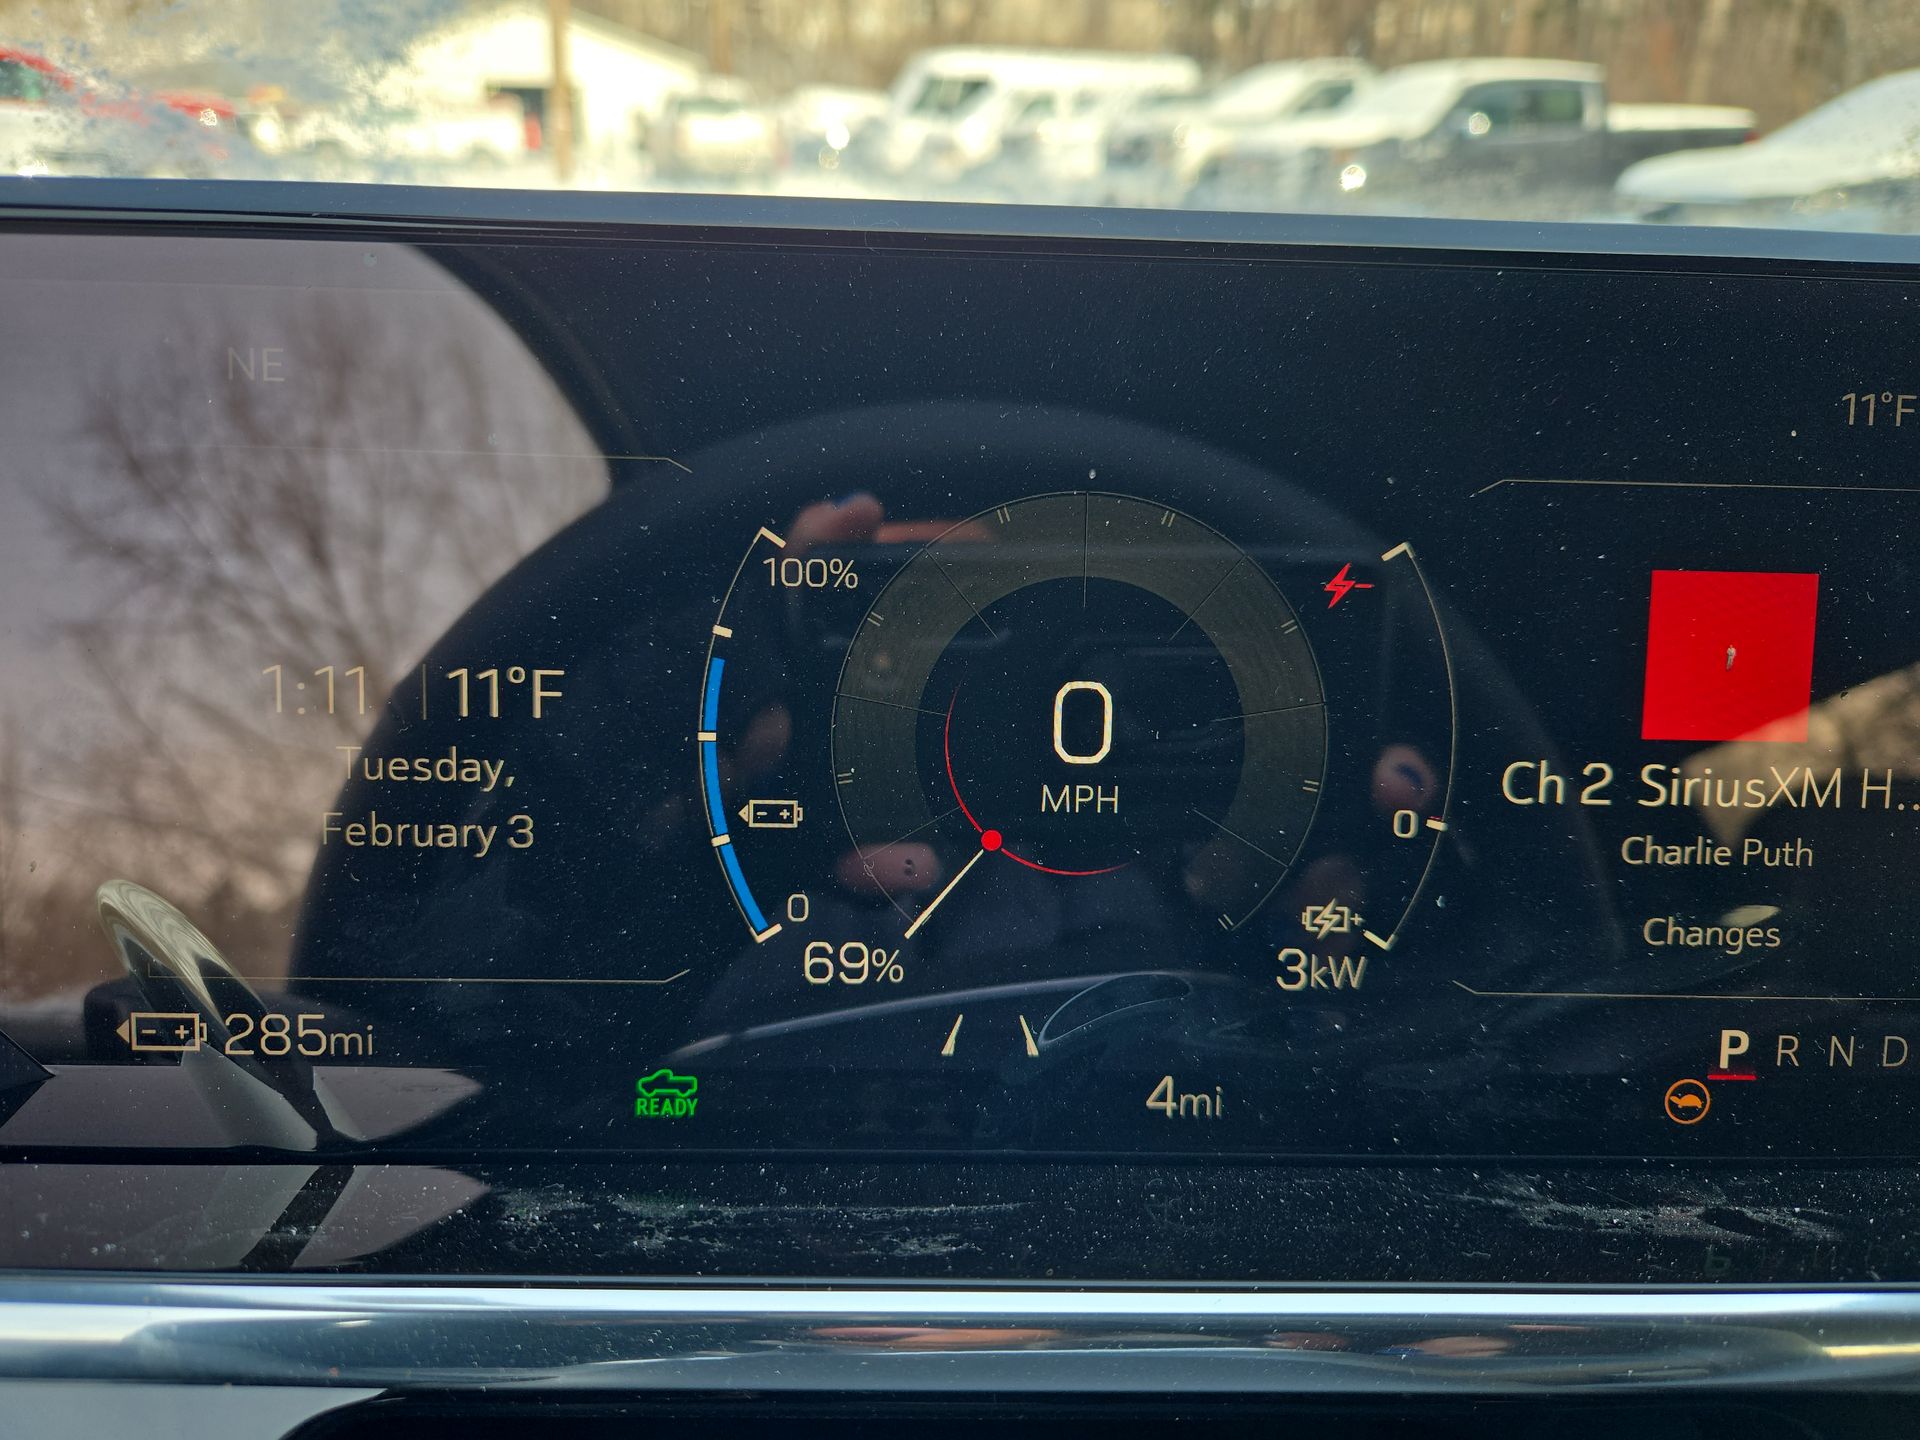 NE
11°F
100%
1:11 11°F
Tuesday,
February 3
0
MPH
0
0
69%
3kW
Ch 2 SiriusXM H...
Charlie Puth
Changes
285mi
READY
4mi
P R N D